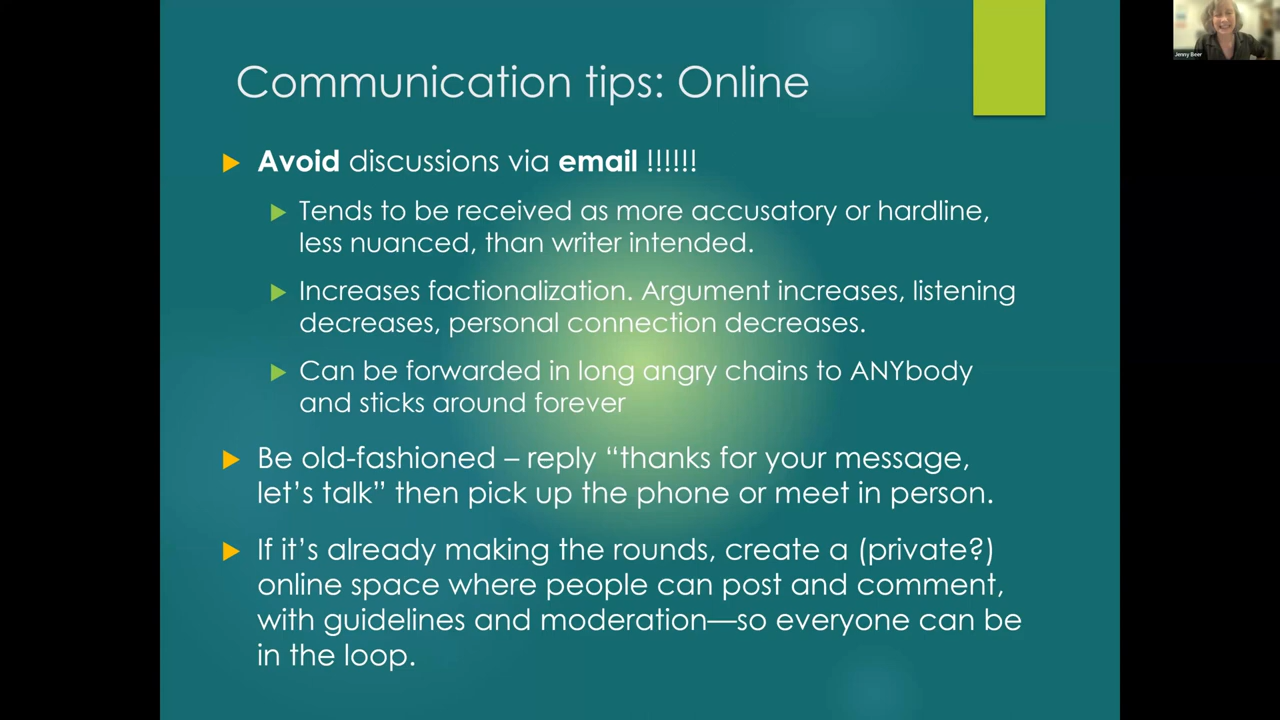 Communication tips: Online
Avoid discussions via email !!!!!!
Tends to be received as more accusatory or hardline,
less nuanced, than writer intended.
Increases factionalization. Argument increases, listening
decreases, personal connection decreases.
Can be forwarded in long angry chains to ANYbody
and sticks around forever
Be old-fashioned – reply “thanks for your message,
let’s talk” then pick up the phone or meet in person.
If it’s already making the rounds, create a (private?)
online space where people can post and comment,
with guidelines and moderation—so everyone can be
in the loop.
Jenny Beer